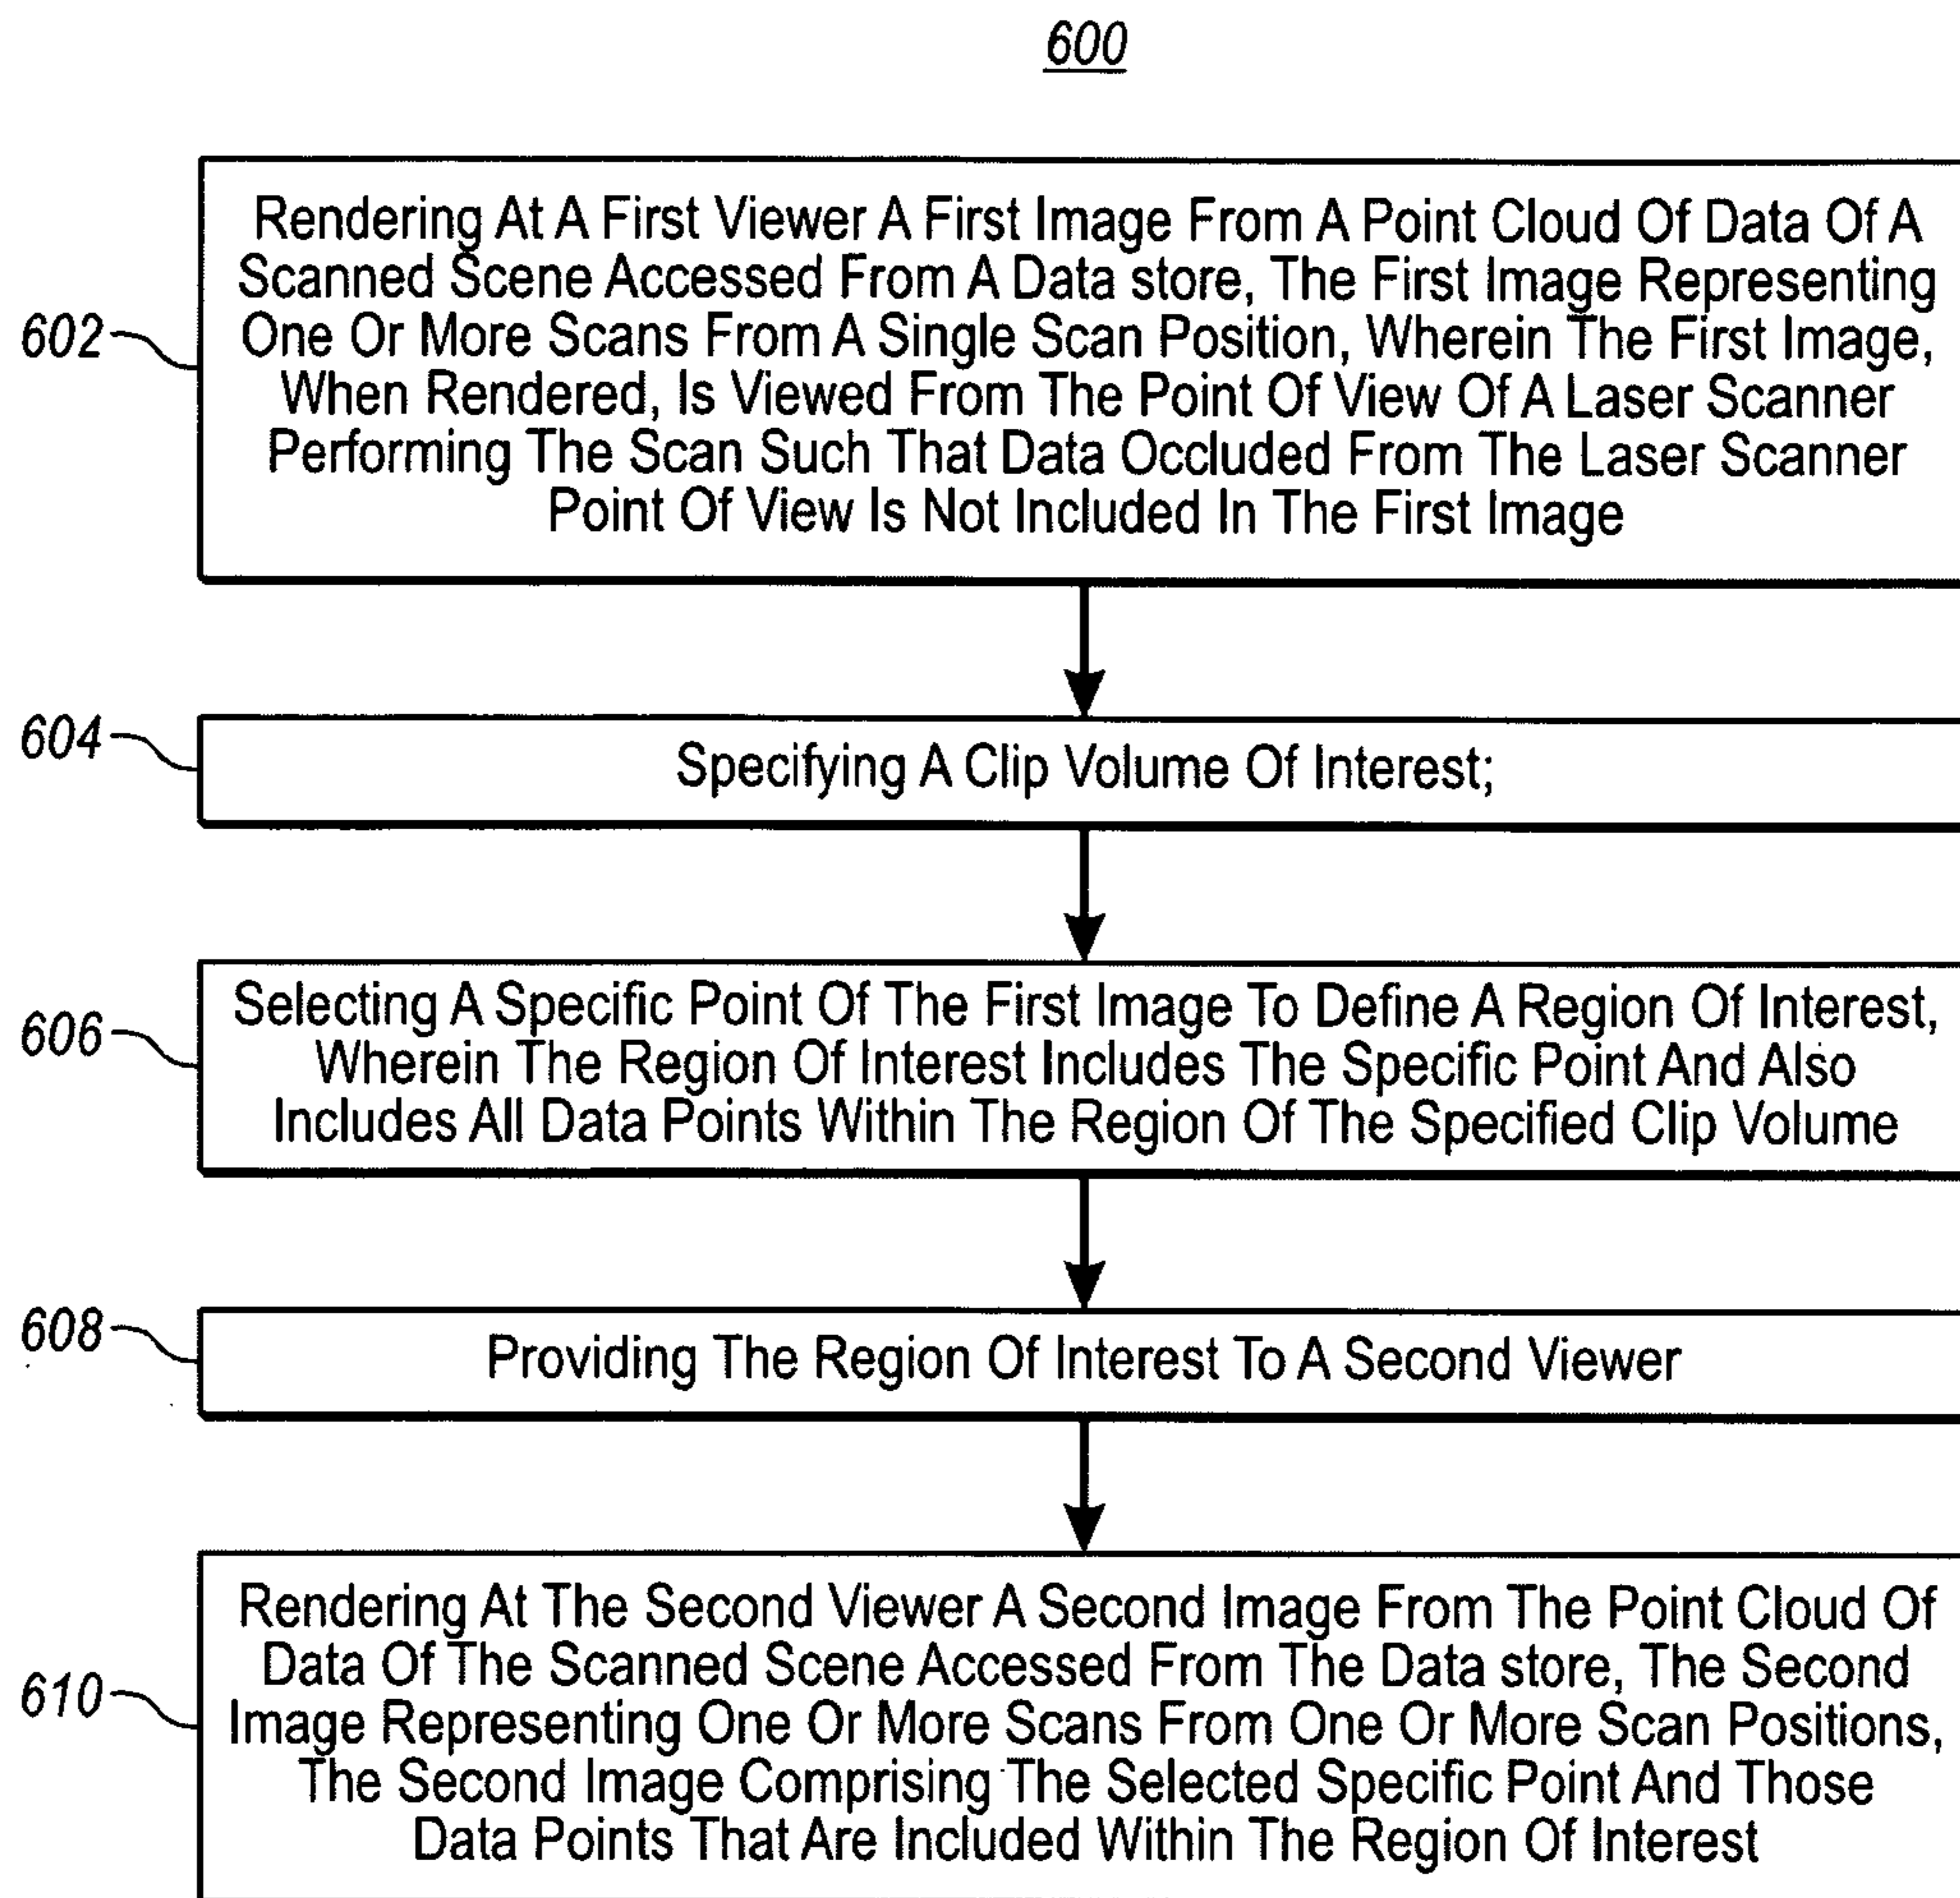 600
602
Rendering At A First Viewer A First Image From A Point Cloud Of Data Of A
Scanned Scene Accessed From A Data store, The First Image Representing
One Or More Scans From A Single Scan Position, Wherein The First Image,
When Rendered, Is Viewed From The Point Of View Of A Laser Scanner
Performing The Scan Such That Data Occluded From The Laser Scanner
Point Of View Is Not Included In The First Image
604
Specifying A Clip Volume Of Interest;
606
Selecting A Specific Point Of The First Image To Define A Region Of Interest,
Wherein The Region Of Interest Includes The Specific Point And Also
Includes All Data Points Within The Region Of The Specified Clip Volume
608
Providing The Region Of Interest To A Second Viewer
610
Rendering At The Second Viewer A Second Image From The Point Cloud Of
Data Of The Scanned Scene Accessed From The Data store, The Second
Image Representing One Or More Scans From One Or More Scan Positions,
The Second Image Comprising The Selected Specific Point And Those
Data Points That Are Included Within The Region Of Interest